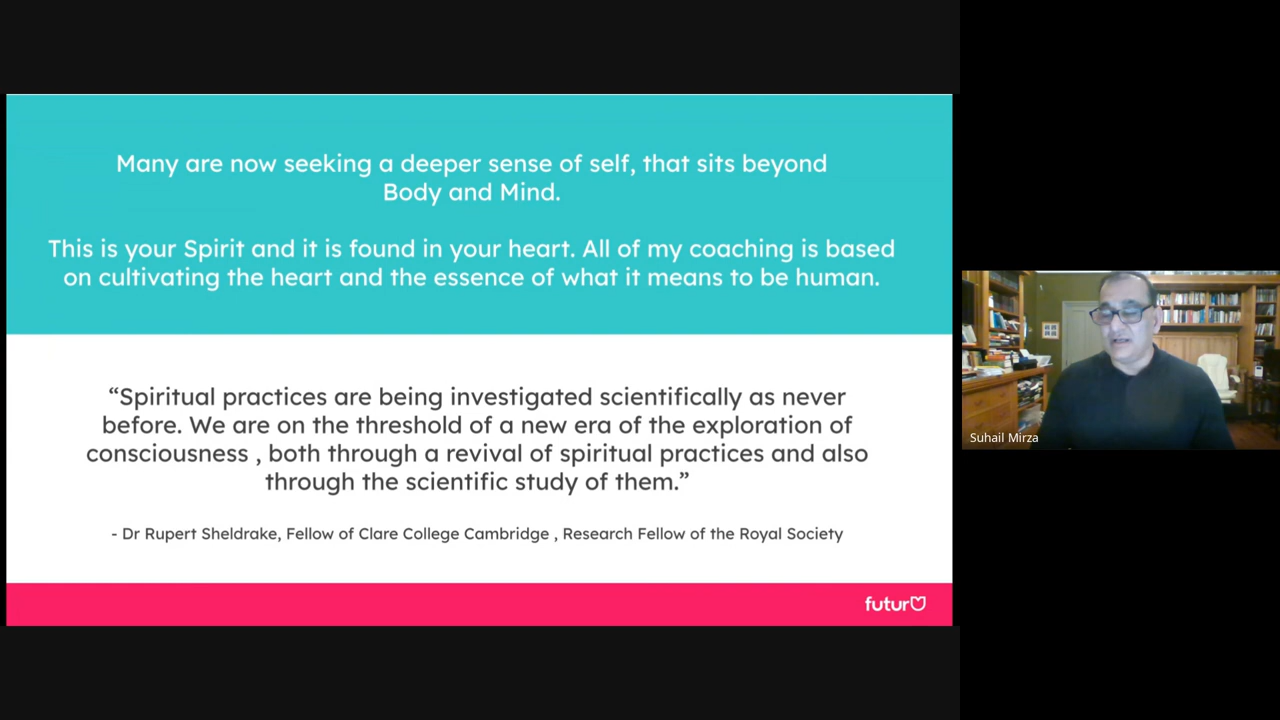 Many are now seeking a deeper sense of self, that sits beyond
Body and Mind.
This is your Spirit and it is found in your heart. All of my coaching is based
on cultivating the heart and the essence of what it means to be human.
“Spiritual practices are being investigated scientifically as never
before. We are on the threshold of a new era of the exploration of
consciousness , both through a revival of spiritual practices and also
through the scientific study of them.”
- Dr Rupert Sheldrake, Fellow of Clare College Cambridge , Research Fellow of the Royal Society
futur
Suhail Mirza